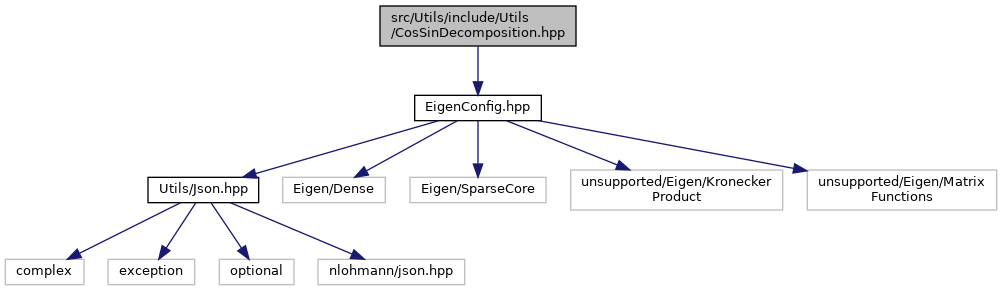 src/Utils/include/Utils
/CosSinDecomposition.hpp
EigenConfig.hpp
Utils/Json.hpp
Eigen/Dense
Eigen/SparseCore
unsupported/Eigen/Kronecker
Product
unsupported/Eigen/Matrix
Functions
complex
exception
optional
nlohmann/json.hpp